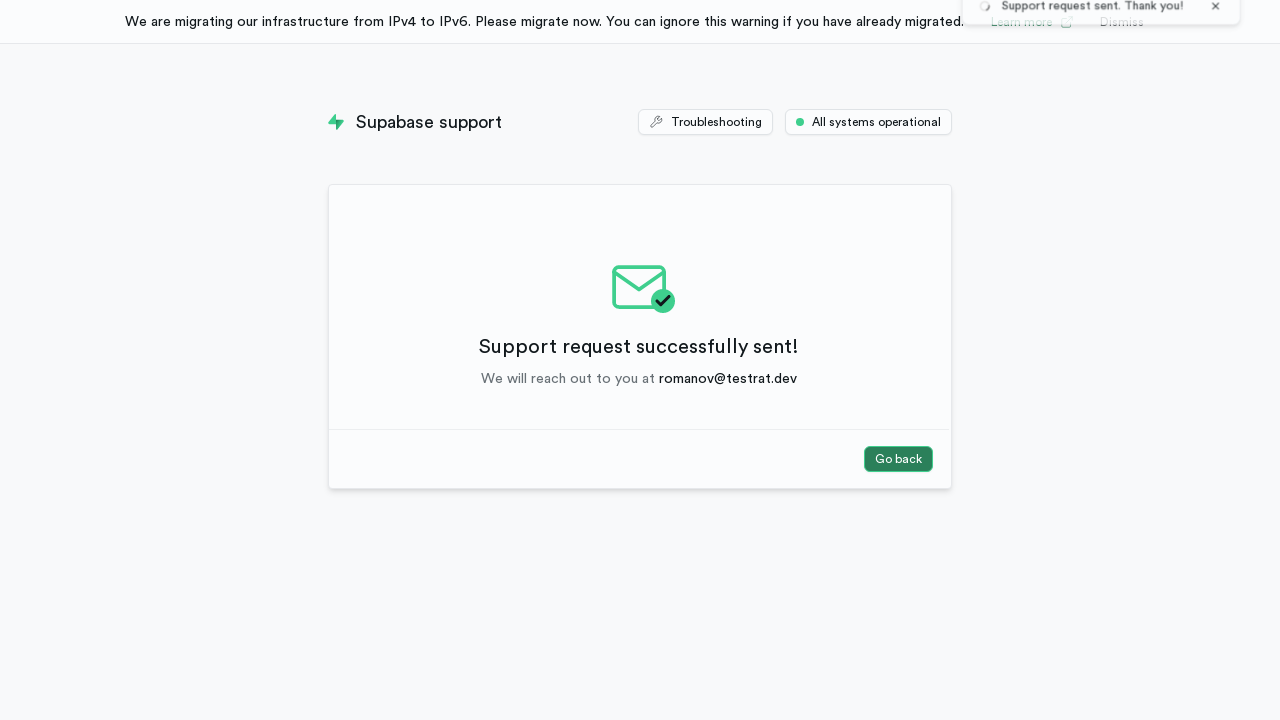 We are migrating our infrastructure from IPv4 to IPv6. Please migrate now. You can ignore this warning if you have already migrated.
Learn more
Dismiss
Support request sent. Thank you!
Supabase support
Troubleshooting
All systems operational
Support request successfully sent!
We will reach out to you at romanov@testrat.dev
Go back